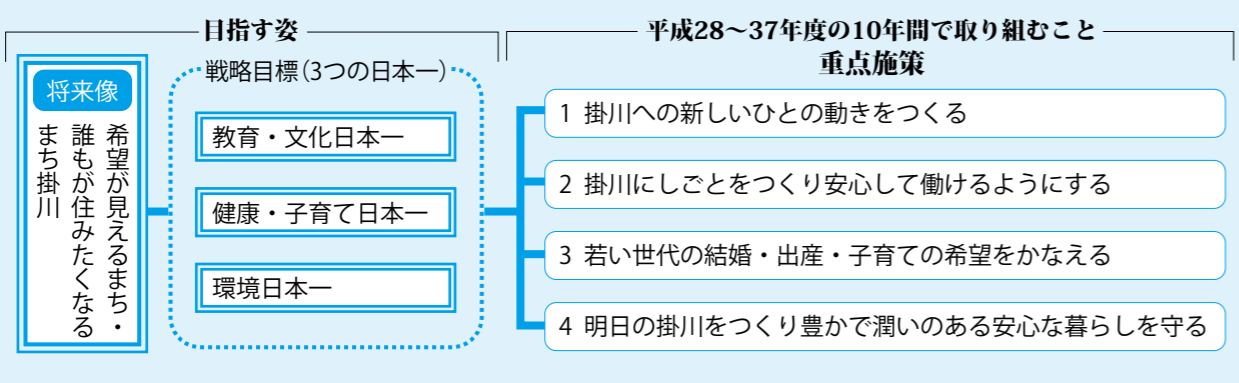 目指す姿
将来像
希望が見えるまち・
誰もが住みたくなる
まち掛川
戦略目標(3つの日本一)
教育・文化日本一
健康・子育て日本一
環境日本一
平成28～37年度の10年間で取り組むこと
重点施策
1 掛川への新しいひとの動きをつくる
2 掛川にしごとをつくり安心して働けるようにする
3 若い世代の結婚・出産・子育ての希望をかなえる
4 明日の掛川をつくり豊かで潤いのある安心な暮らしを守る